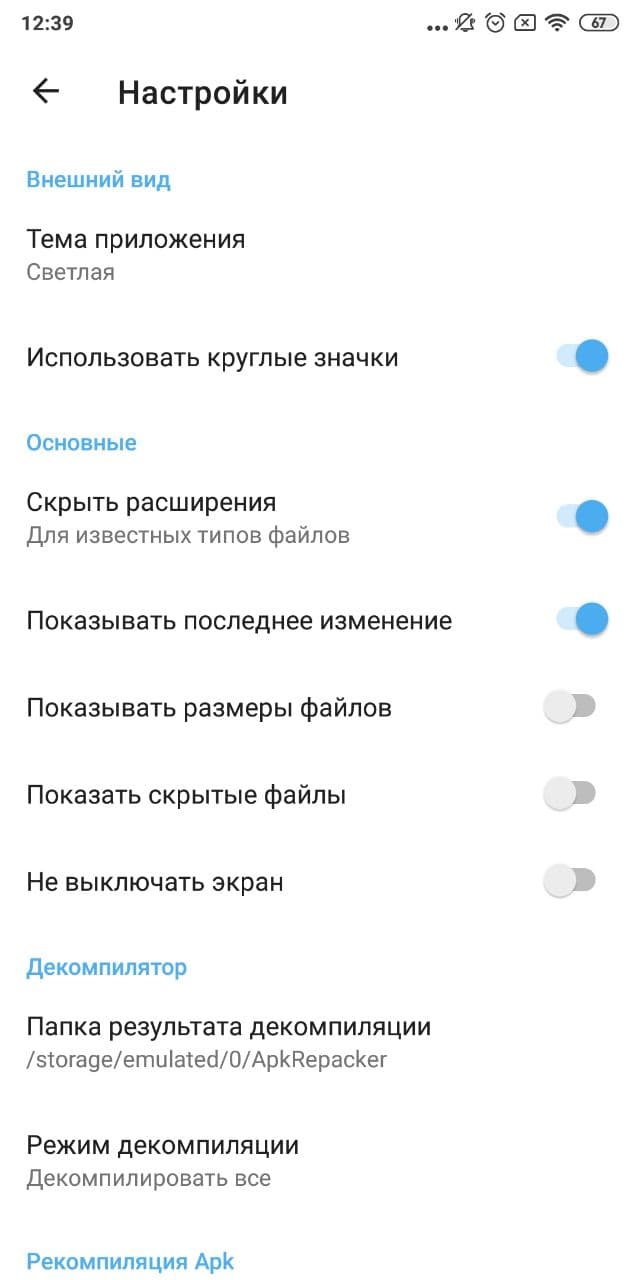 12:39
67
Настройки
Внешний вид
Тема приложения
Светлая
Использовать круглые значки
Основные
Скрыть расширения
Для известных типов файлов
Показывать последнее изменение
Показывать размеры файлов
Показать скрытые файлы
Не выключать экран
Декомпилятор
Папка результата декомпиляции
/storage/emulated/0/ApkRepacker
Режим декомпиляции
Декомпилировать все
Рекомпиляция Apk